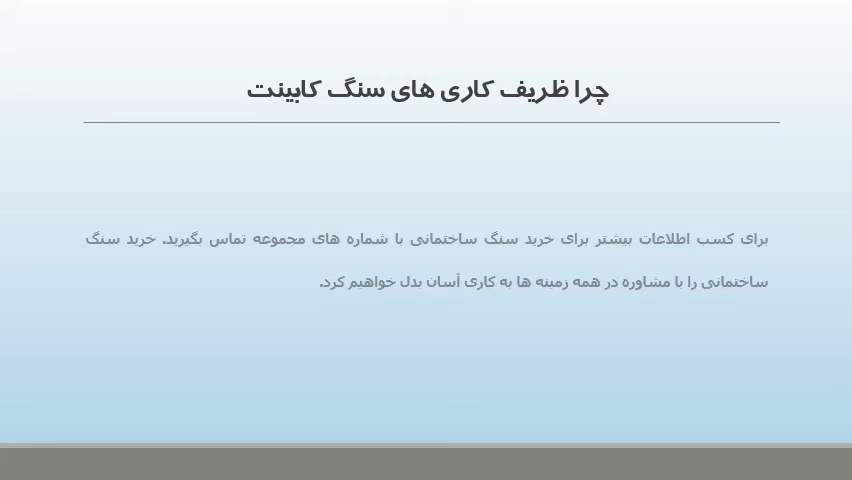 چرا ظریف کاری های سنگ کابینت
برای کسب اطلاعات بیشتر برای خرید سنگ ساختمانی با شماره های مجموعه تماس بگیرید. خرید سنگ
ساختمانی را با مشاوره در همه زمینه ها به کاری آسان بدل خواهیم کرد.